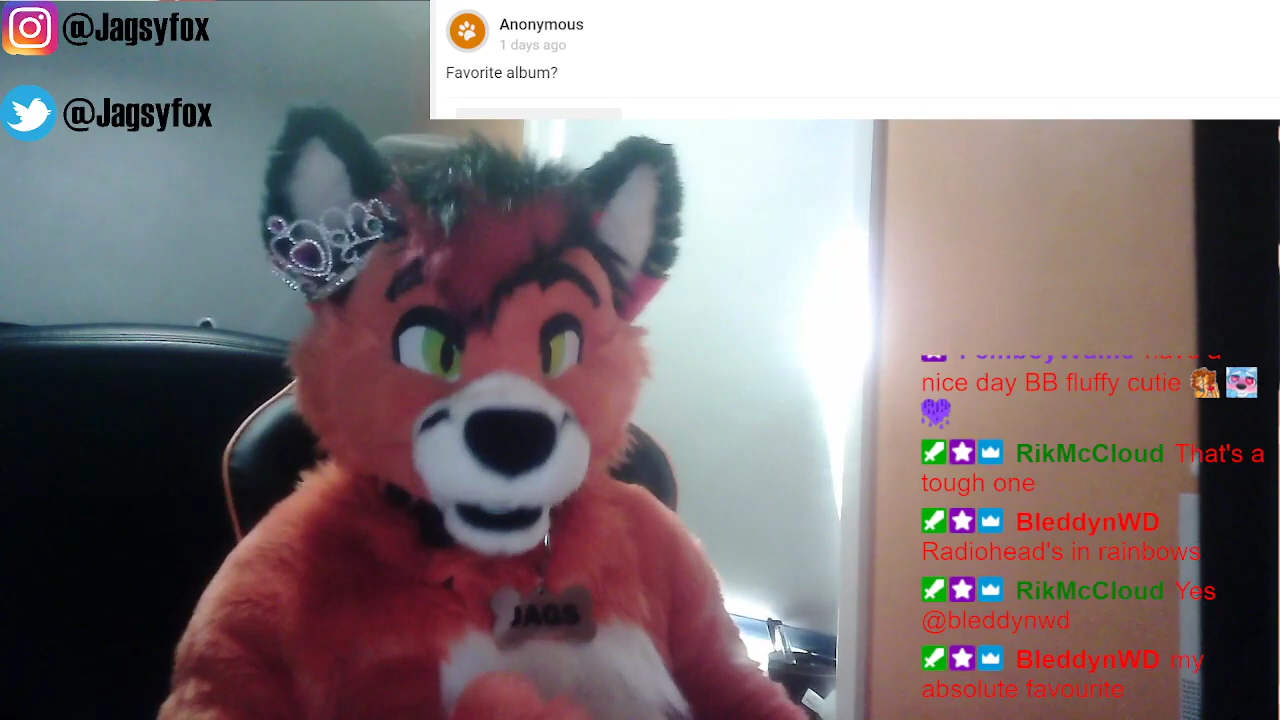 @Jagsyfox
@Jagsyfox
Anonymous
1 days ago
Favorite album?
nice day BB fluffy cutie
RikMcCloud That's a
tough one
BleddynWD
Radiohead's in rainbows
RikMcCloud Yes
@bleddynwd
BleddynWD my
absolute favourite
JAGS